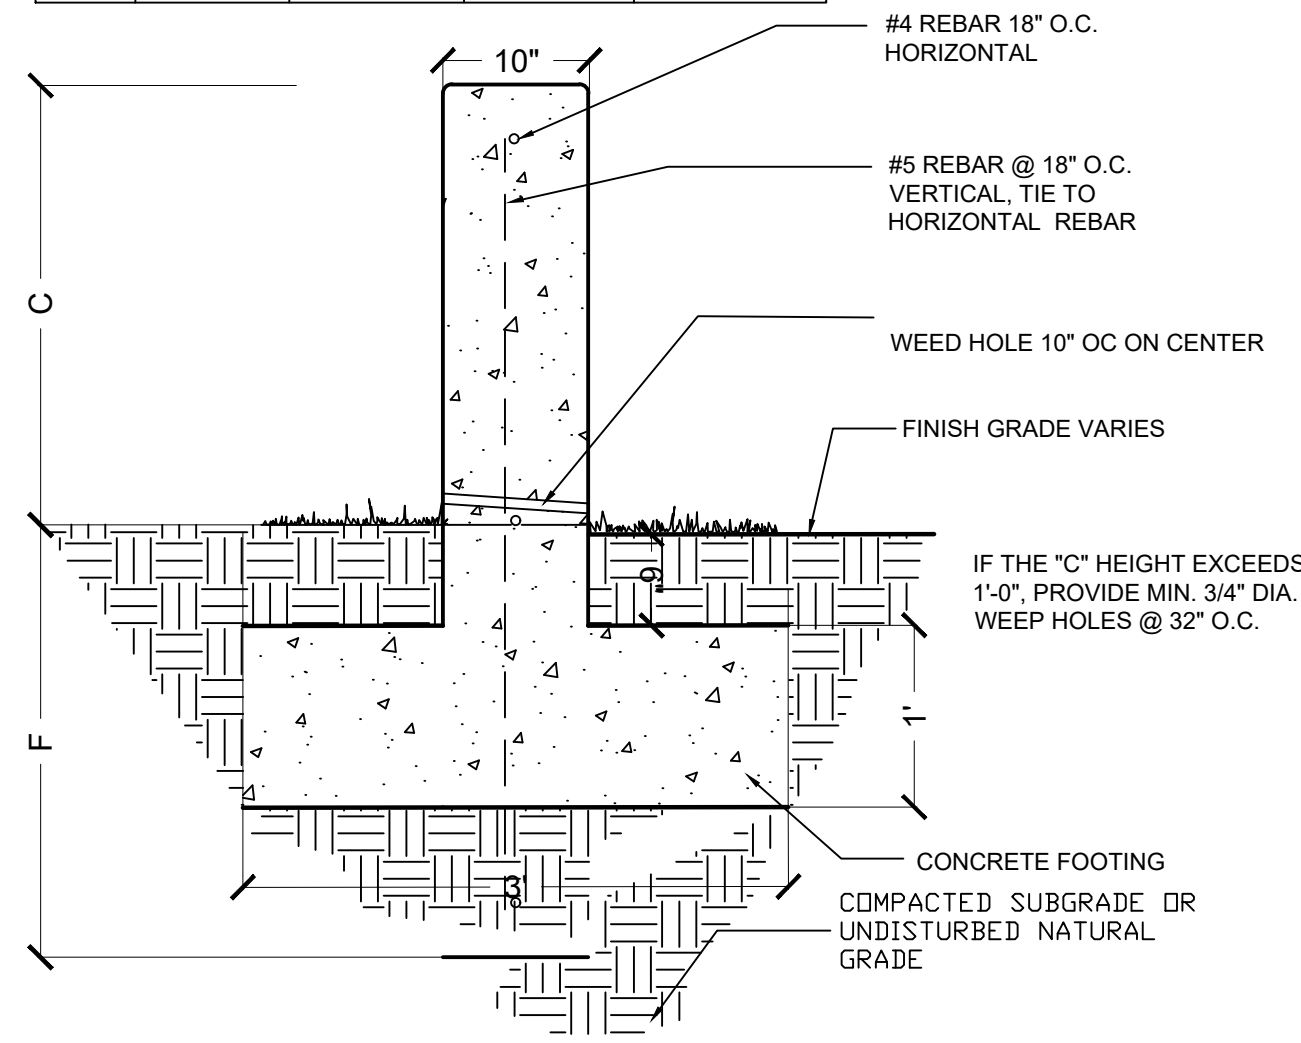 #4 REBAR 18" O.C.
HORIZONTAL
10"
#5 REBAR @ 18" O.C.
VERTICAL, TIE TO
HORIZONTAL REBAR
C
WEED HOLE 10" OC ON CENTER
FINISH GRADE VARIES
6"
IF THE "C" HEIGHT EXCEEDS
1'-0", PROVIDE MIN. 3/4" DIA.
WEEP HOLES @ 32" O.C.
1'
F
CONCRETE FOOTING
3'
COMPACTED SUBGRADE OR
UNDISTURBED NATURAL
GRADE